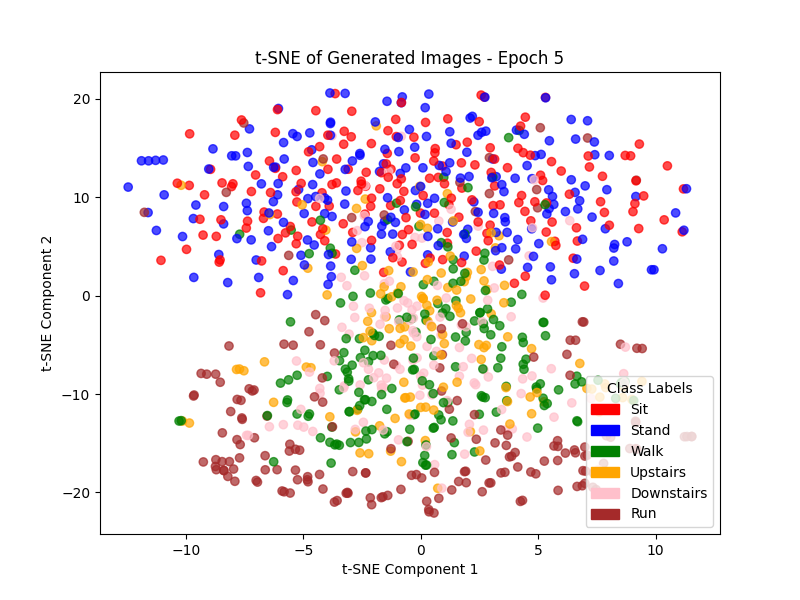 t-SNE of Generated Images - Epoch 5
20
10
0
−10
−20
t-SNE Component 2
−10
−5
0
5
10
t-SNE Component 1
Class Labels
Sit
Stand
Walk
Upstairs
Downstairs
Run